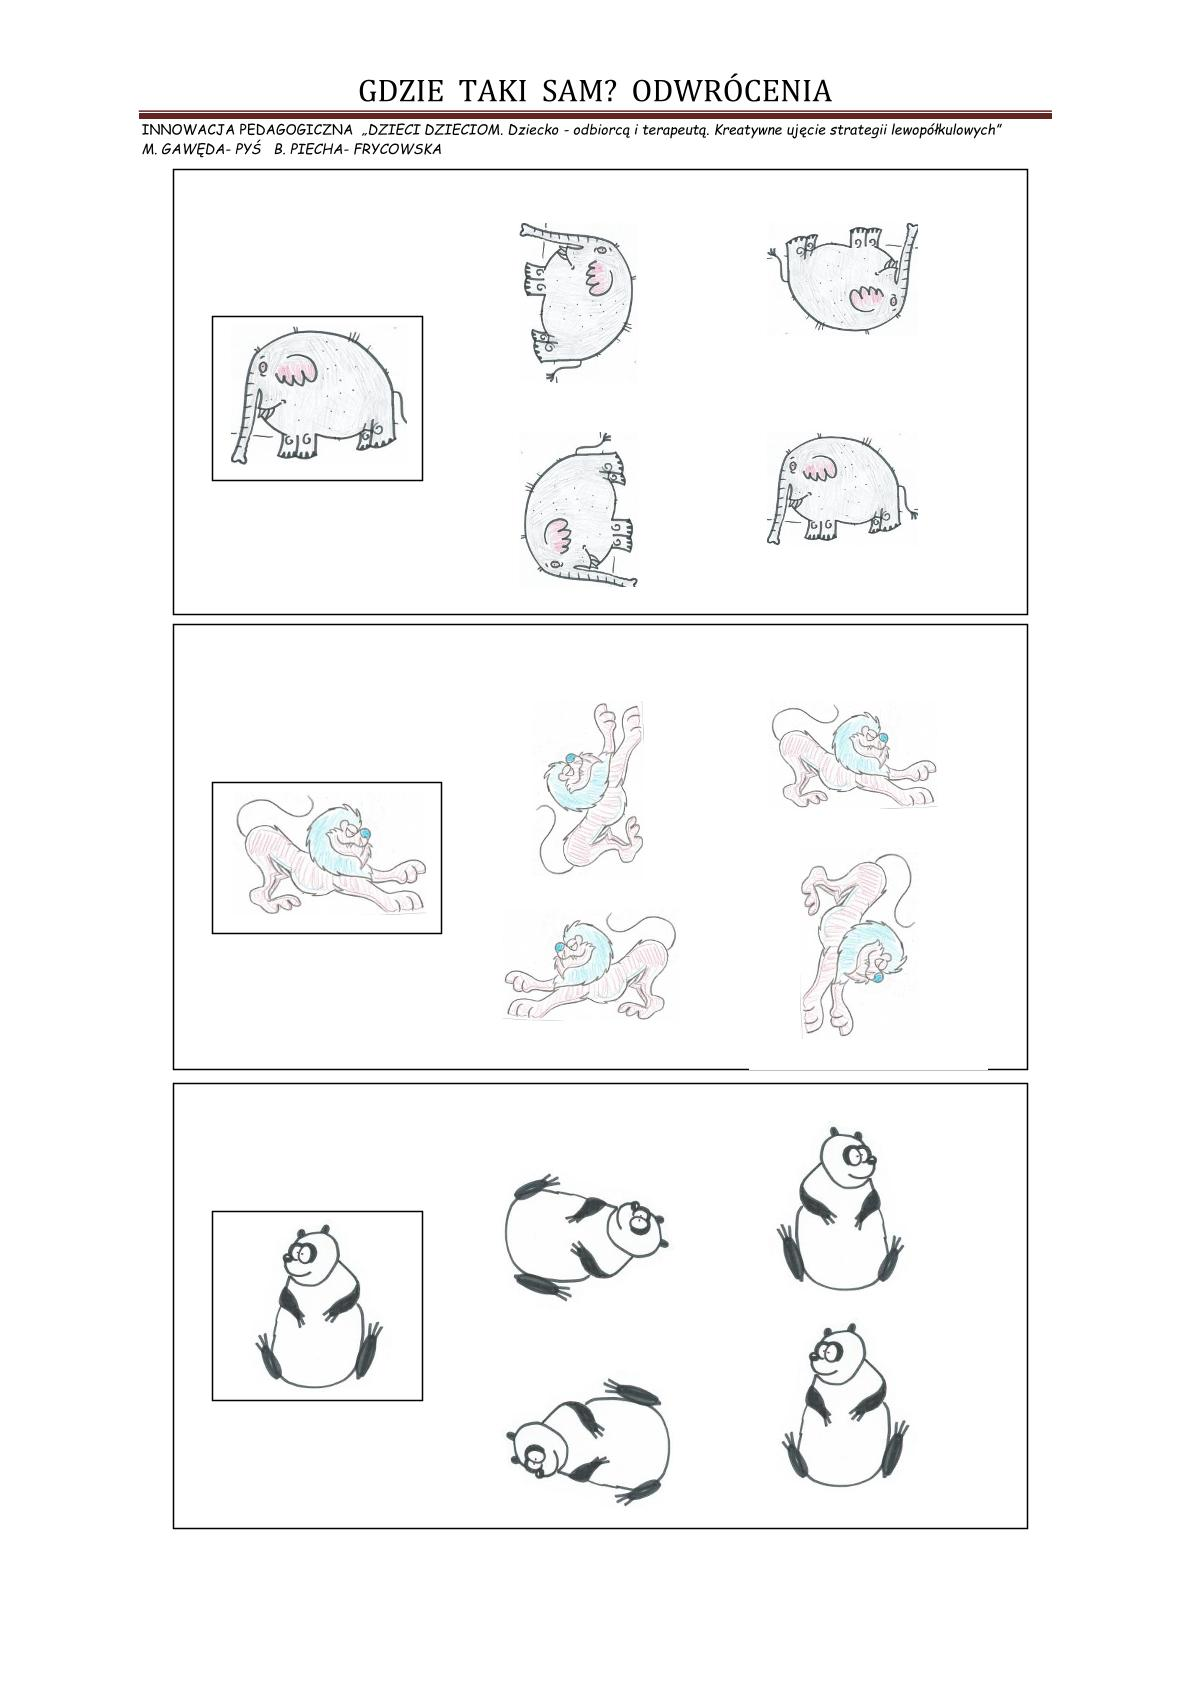 GDZIE TAKI SAM? ODWRÓCENIA
INNOWACJA PEDAGOGICZNA „DZIECI DZIECIOM. Dziecko - odbiorcą i terapeutą. Kreatywne ujęcie strategii lewopółkulowych”
M. GAWĘDA- PYŚ B. PIECHA- FRYCOWSKA